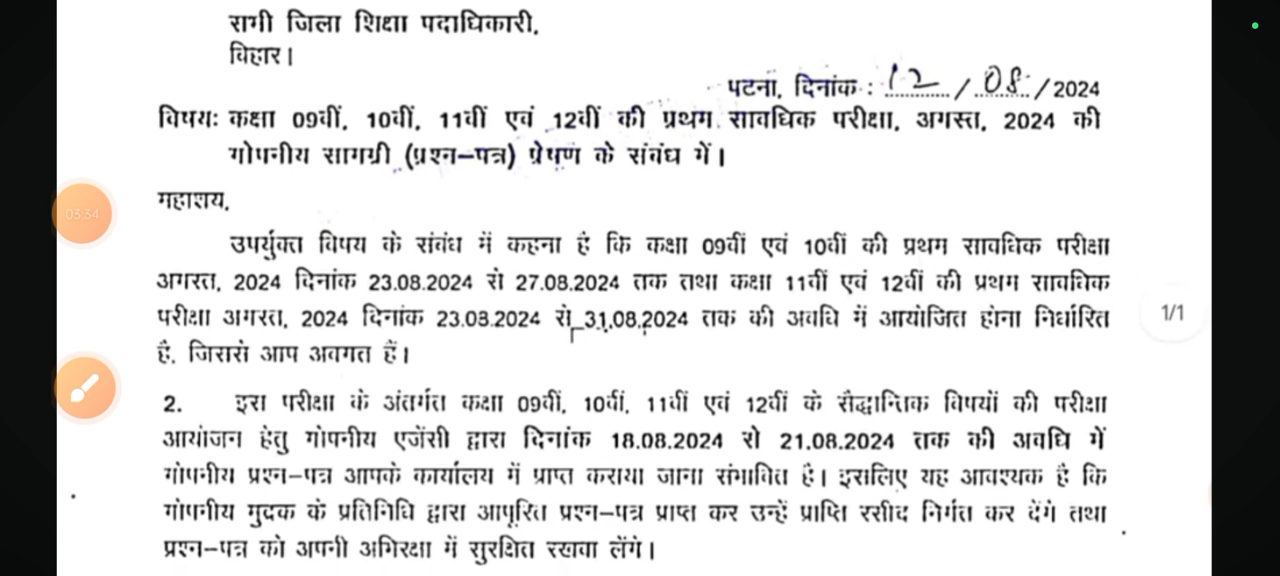 सभी जिला शिक्षा पदाधिकारी,
बिहार।
पटना, दिनांक : 12 / 08 / 2024
विषयः कक्षा 09वीं, 10वीं, 11वीं एवं 12वीं की प्रथम सावधिक परीक्षा, अगस्त, 2024 की
गोपनीय सामग्री (प्रश्न–पत्र) प्रेषण के संबंध में।
महाशय,
उपर्युक्त विषय के संबंध में कहना है कि कक्षा 09वीं एवं 10वीं की प्रथम सावधिक परीक्षा
अगस्त, 2024 दिनांक 23.08.2024 से 27.08.2024 तक तथा कक्षा 11वीं एवं 12वीं की प्रथम सावधिक
परीक्षा अगस्त, 2024 दिनांक 23.08.2024 से 31.08.2024 तक की अवधि में आयोजित होना निर्धारित
है, जिससे आप अवगत हैं।
2. इस परीक्षा के अंतर्गत कक्षा 09वीं, 10वीं, 11वीं एवं 12वीं के सैद्धान्तिक विषयों की परीक्षा
आयोजन हेतु गोपनीय एजेंसी द्वारा दिनांक 18.08.2024 से 21.08.2024 तक की अवधि में
गोपनीय प्रश्न–पत्र आपके कार्यालय में प्राप्त कराया जाना संभावित है। इसलिए यह आवश्यक है कि
गोपनीय मुद्रक के प्रतिनिधि द्वारा आपूरित प्रश्न–पत्र प्राप्त कर उन्हें प्राप्ति रसीद निर्गत कर देंगे तथा
प्रश्न–पत्र को अपनी अभिरक्षा में सुरक्षित रखवा लेंगे।
03:34
1/1